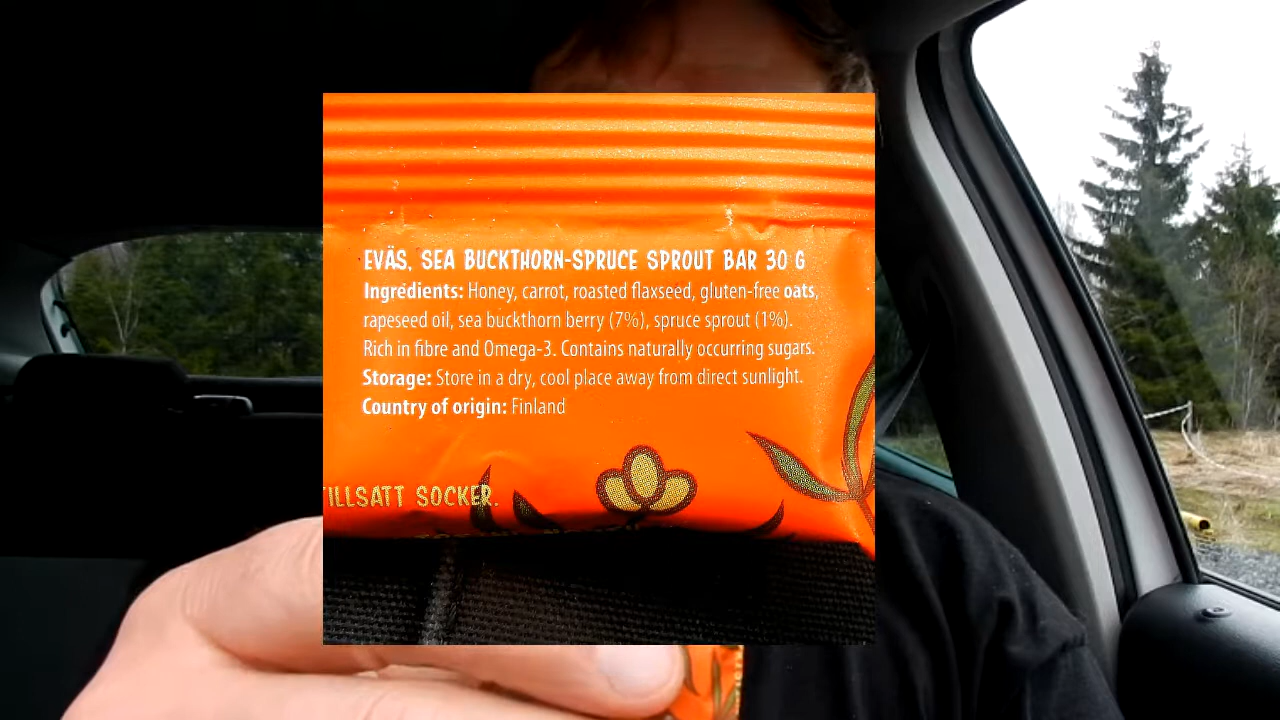 EVÄS, SEA BUCKTHORN-SPRUCE SPROUT BAR 30 G
Ingredients: Honey, carrot, roasted flaxseed, gluten-free oats,
rapeseed oil, sea buckthorn berry (7%), spruce sprout (1%).
Rich in fibre and Omega-3. Contains naturally occurring sugars.
Storage: Store in a dry, cool place away from direct sunlight.
Country of origin: Finland
TILLSATT SOCKER.